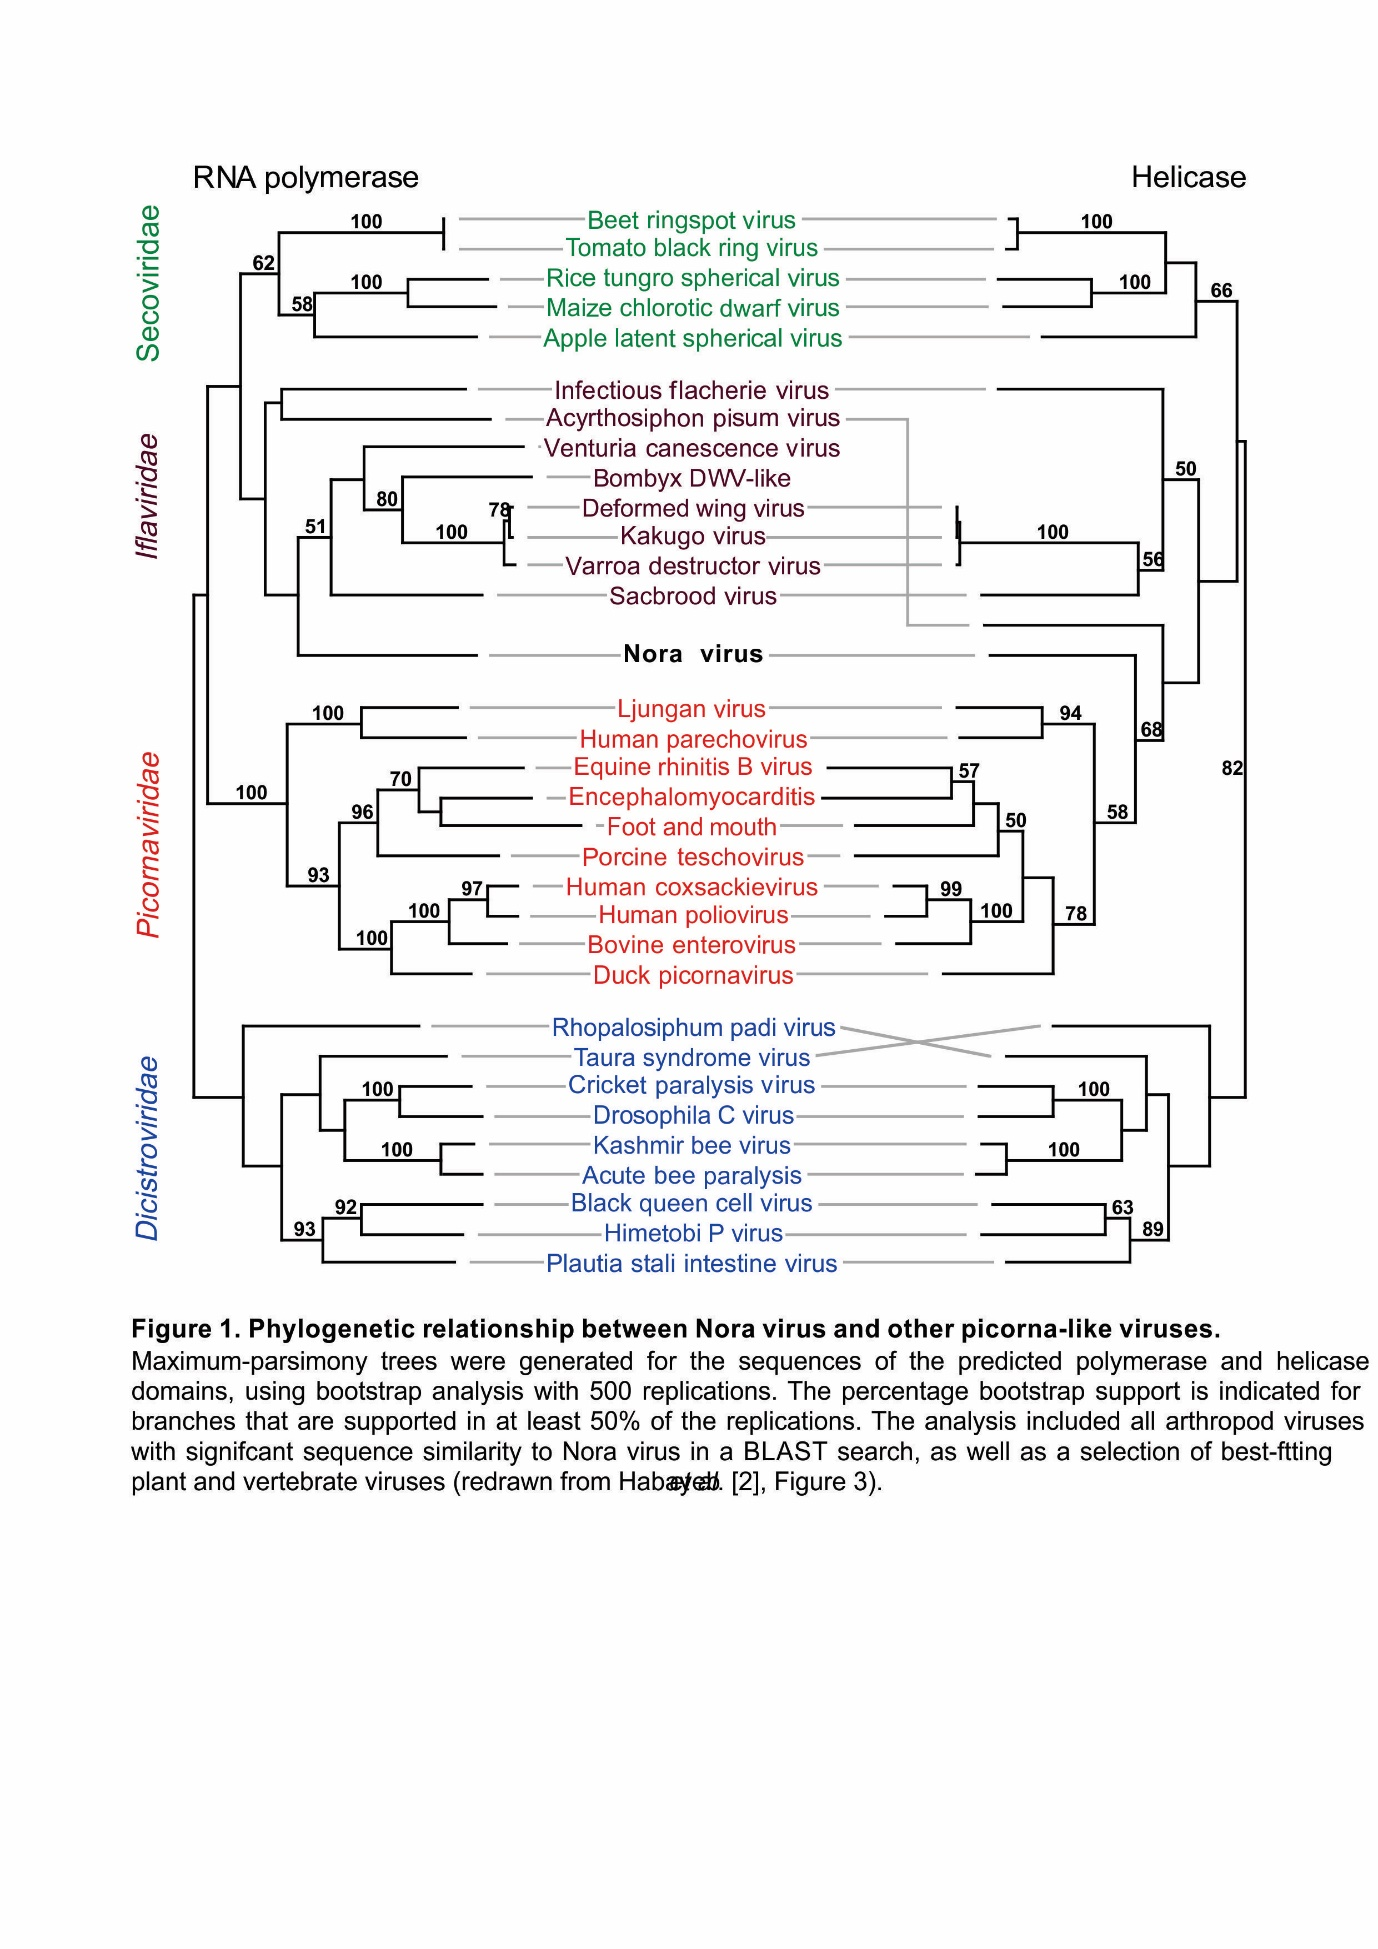 RNA polymerase
Helicase
Secoviridae
Iflaviridae
Picornaviridae
Dicistroviridae
100
Beet ringspot virus
100
Tomato black ring virus
62
66
100
Rice tungro spherical virus
100
58
Maize chlorotic dwarf virus
Apple latent spherical virus
Infectious flacherie virus
Acyrthosiphon pisum virus
Venturia canescence virus
50
80
Bombyx DWV-like
78
Deformed wing virus
51
100
Kakugo virus
100
56
Varroa destructor virus
Sacbrood virus
Nora virus
100
Ljungan virus
94
68
Human parechovirus
70
Equine rhinitis B virus
57
82
100
Encephalomyocarditis
96
Foot and mouth
50
58
Porcine teschovirus
93
97
Human coxsackievirus
99
100
Human poliovirus
100
78
100
Bovine enterovirus
Duck picornavirus
Rhopalosiphum padi virus
Taura syndrome virus
100
Cricket paralysis virus
100
Drosophila C virus
100
Kashmir bee virus
100
Acute bee paralysis
92
Black queen cell virus
63
93
Himetobi P virus
89
Plautia stali intestine virus
Figure 1. Phylogenetic relationship between Nora virus and other picorna-like viruses.
Maximum-parsimony trees were generated for the sequences of the predicted polymerase and helicase
domains, using bootstrap analysis with 500 replications. The percentage bootstrap support is indicated for
branches that are supported in at least 50% of the replications. The analysis included all arthropod viruses
with signifcant sequence similarity to Nora virus in a BLAST search, as well as a selection of best-ftting
plant and vertebrate viruses (redrawn from [2], Figure 3).